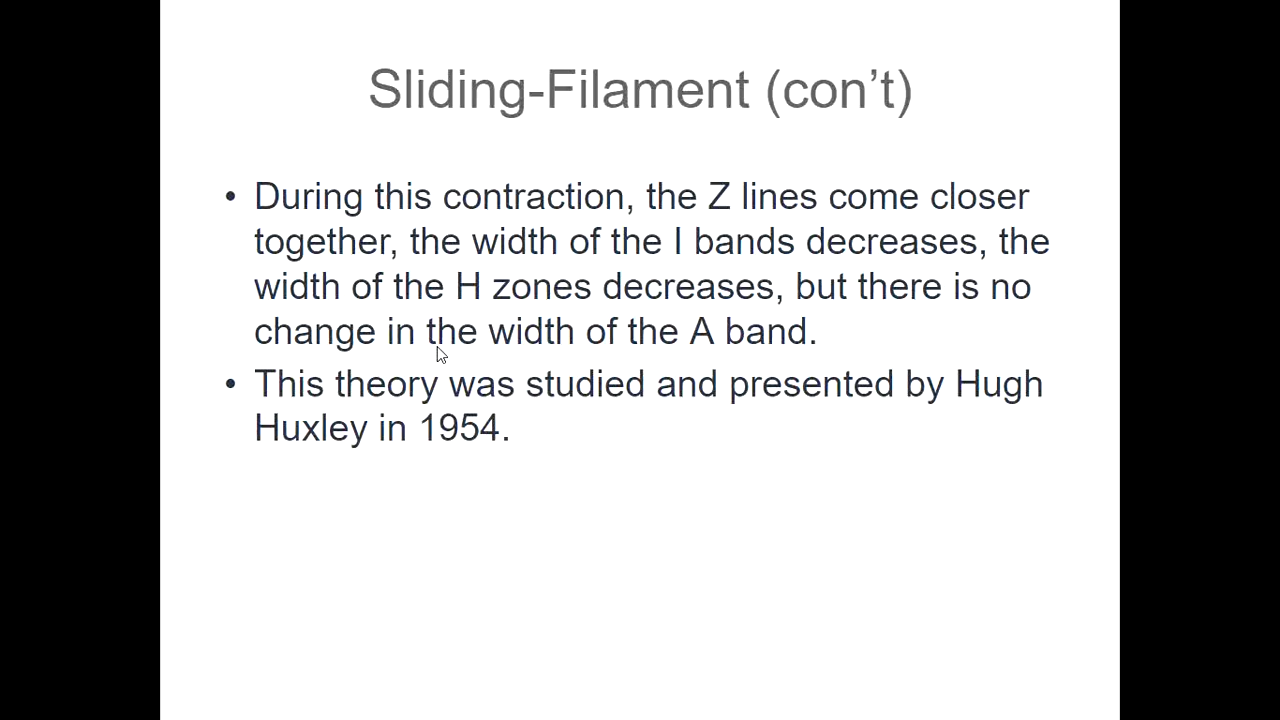 Sliding-Filament (con’t)
• During this contraction, the Z lines come closer
together, the width of the I bands decreases, the
width of the H zones decreases, but there is no
change in the width of the A band.
• This theory was studied and presented by Hugh
Huxley in 1954.